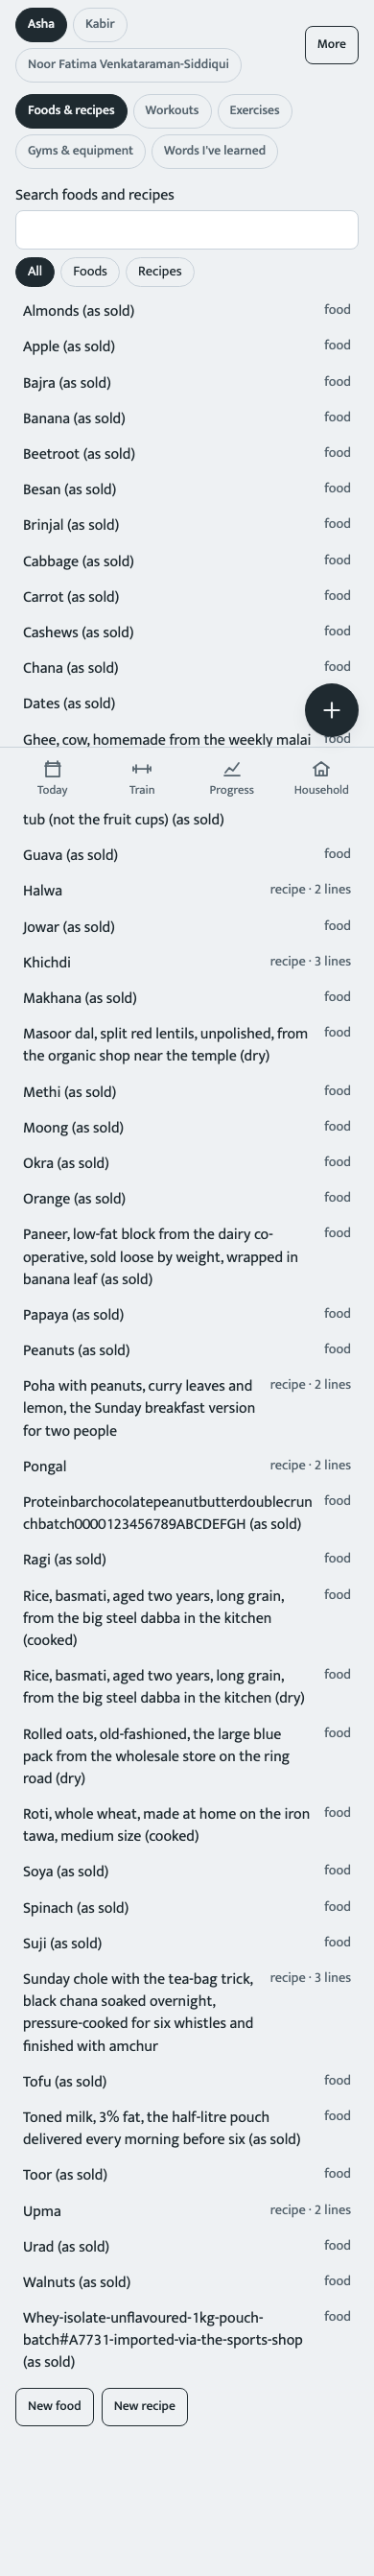 Asha
Kabir
Noor Fatima Venkataraman-Siddiqui
More
Foods & recipes
Workouts
Exercises
Gyms & equipment
Words I've learned
Search foods and recipes
All
Foods
Recipes
Almonds (as sold) food
Apple (as sold) food
Bajra (as sold) food
Banana (as sold) food
Beetroot (as sold) food
Besan (as sold) food
Brinjal (as sold) food
Cabbage (as sold) food
Carrot (as sold) food
Cashews (as sold) food
Chana (as sold) food
Dates (as sold)
Ghee, cow, homemade from the weekly malai food
Today
Train
Progress
Household
tub (not the fruit cups) (as sold)
Guava (as sold) food
Halwa recipe · 2 lines
Jowar (as sold) food
Khichdi recipe · 3 lines
Makhana (as sold) food
Masoor dal, split red lentils, unpolished, from food
the organic shop near the temple (dry)
Methi (as sold) food
Moong (as sold) food
Okra (as sold) food
Orange (as sold) food
Paneer, low-fat block from the dairy co- food
operative, sold loose by weight, wrapped in
banana leaf (as sold)
Papaya (as sold) food
Peanuts (as sold) food
Poha with peanuts, curry leaves and recipe · 2 lines
lemon, the Sunday breakfast version
for two people
Pongal recipe · 2 lines
Proteinbarchocolatepeanutbutterdoublecrun food
chbatch0000123456789ABCDEFGH (as sold)
Ragi (as sold) food
Rice, basmati, aged two years, long grain, food
from the big steel dabba in the kitchen
(cooked)
Rice, basmati, aged two years, long grain, food
from the big steel dabba in the kitchen (dry)
Rolled oats, old-fashioned, the large blue food
pack from the wholesale store on the ring
road (dry)
Roti, whole wheat, made at home on the iron food
tawa, medium size (cooked)
Soya (as sold) food
Spinach (as sold) food
Suji (as sold) food
Sunday chole with the tea-bag trick, recipe · 3 lines
black chana soaked overnight,
pressure-cooked for six whistles and
finished with amchur
Tofu (as sold) food
Toned milk, 3% fat, the half-litre pouch food
delivered every morning before six (as sold)
Toor (as sold) food
Upma recipe · 2 lines
Urad (as sold) food
Walnuts (as sold) food
Whey-isolate-unflavoured-1kg-pouch- food
batch#A7731-imported-via-the-sports-shop
(as sold)
New food
New recipe